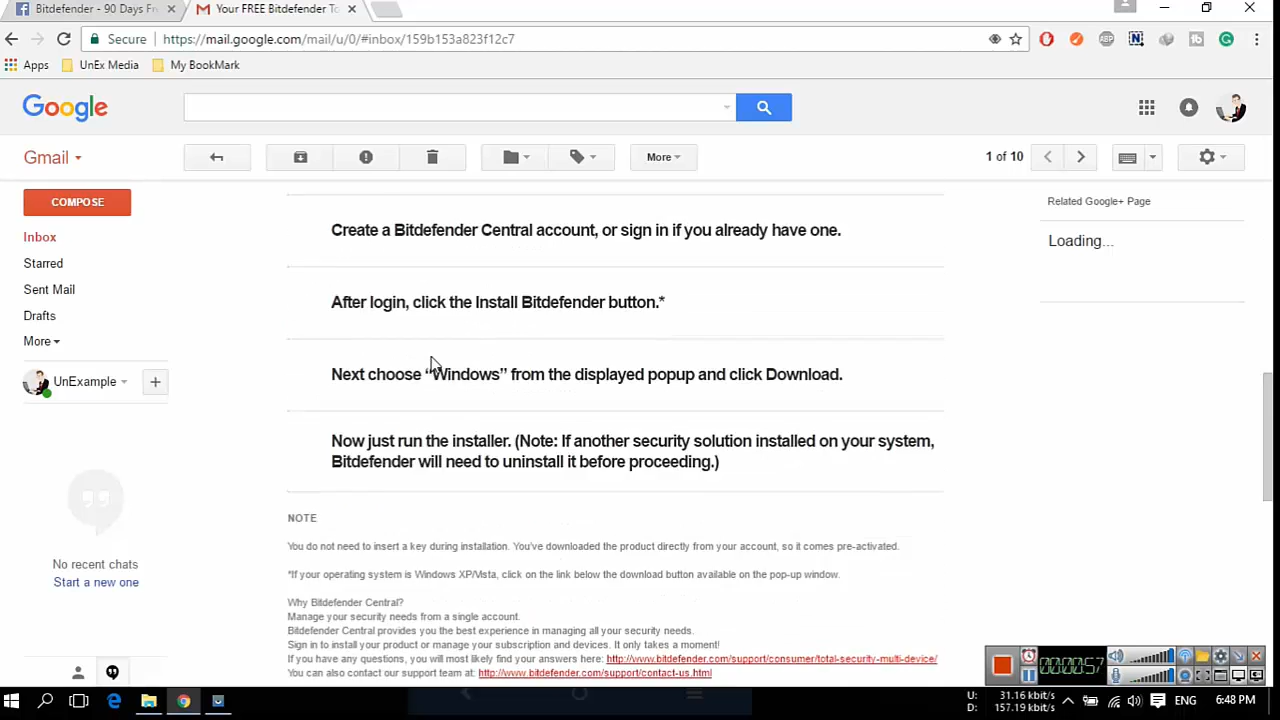 Bitdefender - 90 Days Fr
Your FREE Bitdefender To
Secure
https://mail.google.com/mail/u/0/#inbox/159b153a823f12c7
Apps
UnEx Media
My BookMark
Google
Gmail
More
1 of 10
COMPOSE
Inbox
Starred
Sent Mail
Drafts
More
UnExample
No recent chats
Start a new one
Create a Bitdefender Central account, or sign in if you already have one.
After login, click the Install Bitdefender button.*
Next choose “Windows” from the displayed popup and click Download.
Now just run the installer. (Note: If another security solution installed on your system,
Bitdefender will need to uninstall it before proceeding.)
NOTE
You do not need to insert a key during installation. You've downloaded the product directly from your account, so it comes pre-activated.
*If your operating system is Windows XP/Vista, click on the link below the download button available on the pop-up window.
Why Bitdefender Central?
Manage your security needs from a single account.
Bitdefender Central provides you the best experience in managing all your security needs.
Sign in to install your product or manage your subscription and devices. It only takes a moment!
If you have any questions, you will most likely find your answers here: http://www.bitdefender.com/support/consumer/total-security-multi-device/
You can also contact our support team at: http://www.bitdefender.com/support/contact-us.html
Related Google+ Page
Loading...
00:00:57
U: 31.16 kbit/s
D: 157.19 kbit/s
ENG
6:48 PM